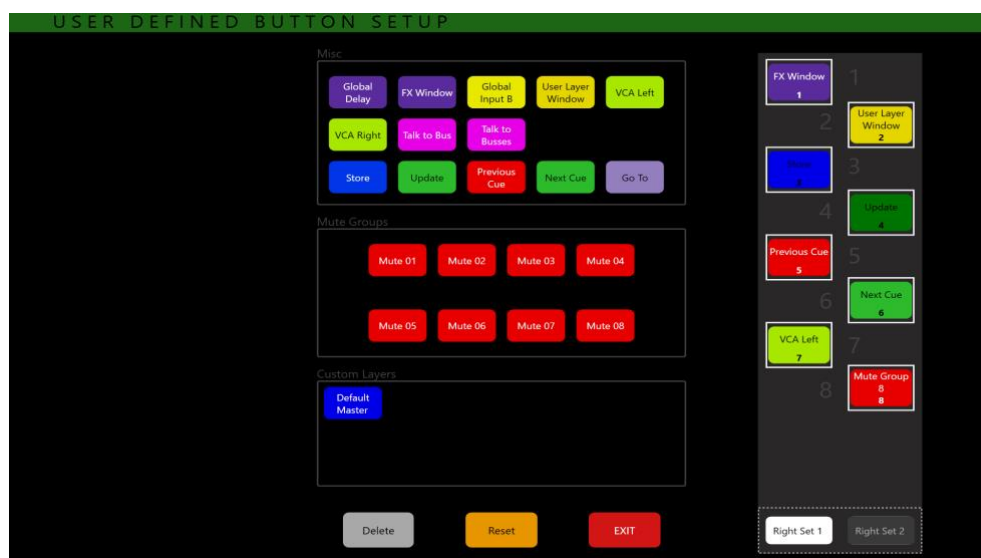 USER DEFINED BUTTON SETUP
Misc
Global
Delay
FX Window
Global
Input B
User Layer
Window
VCA Left
VCA Right
Talk to Bus
Talk to
Busses
Store
Update
Previous
Cue
Next Cue
Go To
Mute Groups
Mute 01
Mute 02
Mute 03
Mute 04
Mute 05
Mute 06
Mute 07
Mute 08
Custom Layers
Default
Master
Delete
Reset
EXIT
FX Window
1
1
2
User Layer
Window
2
Store
3
3
4
Update
4
Previous Cue
5
5
6
Next Cue
6
VCA Left
7
7
8
Mute Group
8
8
Right Set 1
Right Set 2